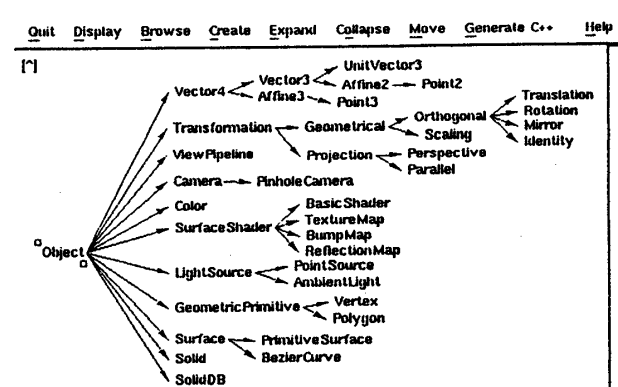 Quit Display Browse Create Expand Collapse Move Generate C++ Help
[^]
UnitVector3
Vector4 Vector3 Affine2 Point2
Affine3 Point3
Translation
Transformation Geometrical Orthogonal Rotation
Scaling Mirror
Identity
ViewPipeline Projection Perspective
Parallel
Camera PinholeCamera
Color BasicShader
SurfaceShader TextureMap
BumpMap
ReflectionMap
Object
LightSource PointSource
AmbientLight
GeometricPrimitive Vertex
Polygon
Surface PrimitiveSurface
Solid BezierCurve
SolidDB